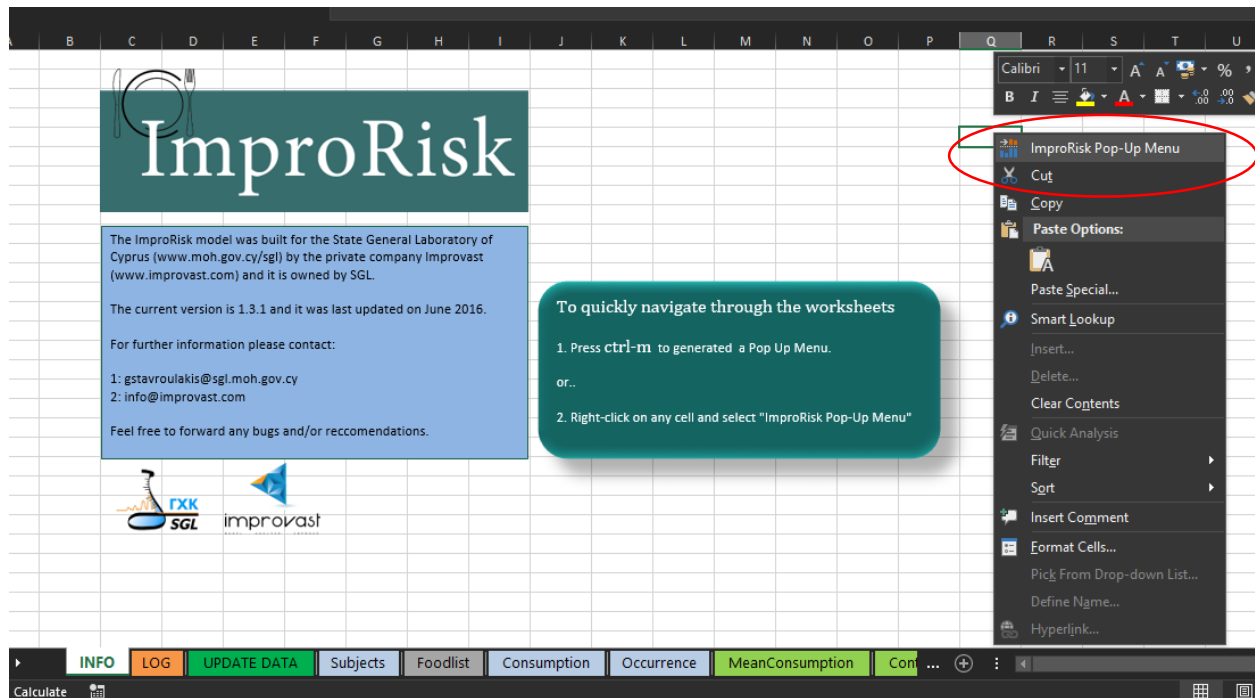 B C D E F G H I J K L M N O P Q R S T U
Calibri 11 A A %
B I A .00 .00
ImproRisk
ImproRisk Pop-Up Menu
Cut
Copy
Paste Options:
Paste Special...
Smart Lookup
Insert...
Delete...
Clear Contents
Quick Analysis
Filter
Sort
Insert Comment
Format Cells...
Pick From Drop-down List...
Define Name...
Hyperlink...
The ImproRisk model was built for the State General Laboratory of
Cyprus (www.moh.gov.cy/sgl) by the private company Improvast
(www.improvast.com) and it is owned by SGL.
The current version is 1.3.1 and it was last updated on June 2016.
For further information please contact:
1: gstavroulakis@sgl.moh.gov.cy
2: info@improvast.com
Feel free to forward any bugs and/or reccomendations.
To quickly navigate through the worksheets
1. Press ctrl-m to generated a Pop Up Menu.
or..
2. Right-click on any cell and select "ImproRisk Pop-Up Menu"
ΓΧΚ
SGL
improvast
INFO LOG UPDATE DATA Subjects Foodlist Consumption Occurrence MeanConsumption ...
Calculate